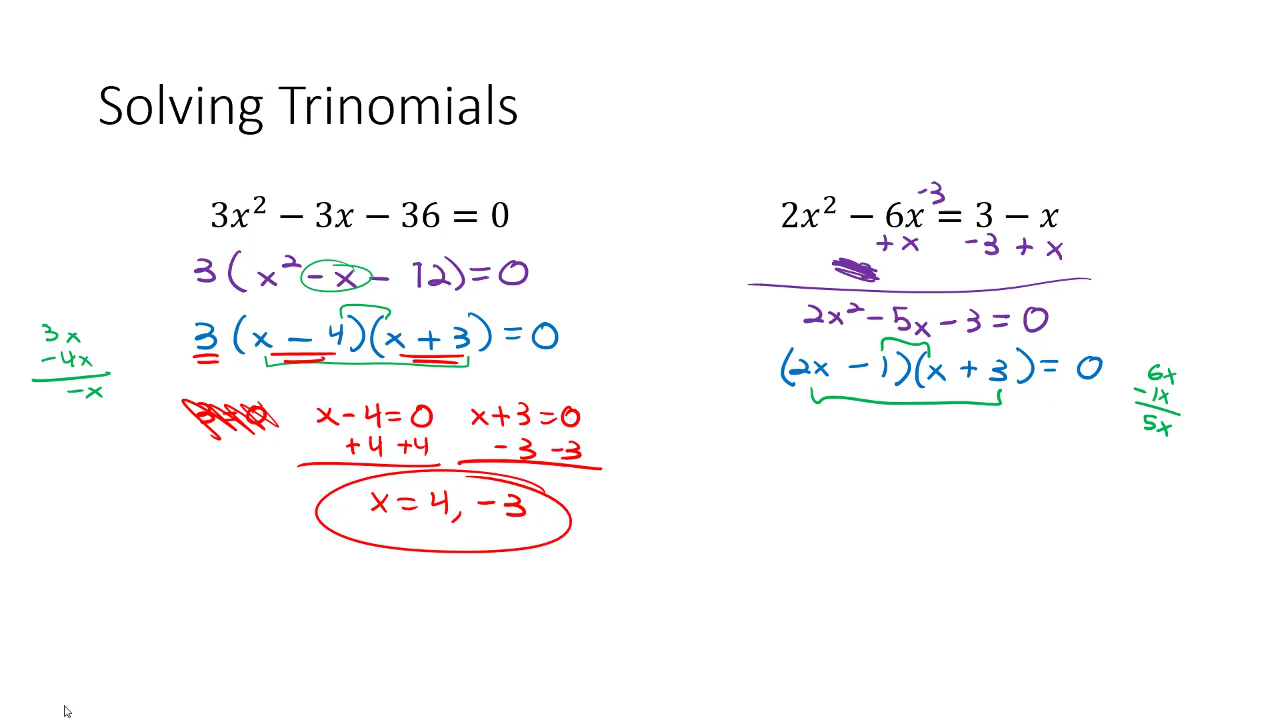 Solving Trinomials
3x² − 3x − 36 = 0
3(x² − x − 12) = 0
3(x − 4)(x + 3) = 0
3x
−4x
−x
x − 4 = 0 x + 3 = 0
+4 +4 −3 −3
x = 4, −3
−3
2x² − 6x = 3 − x
+x −3 +x
2x² − 5x − 3 = 0
(2x − 1)(x + 3) = 0
6x
−1x
5x